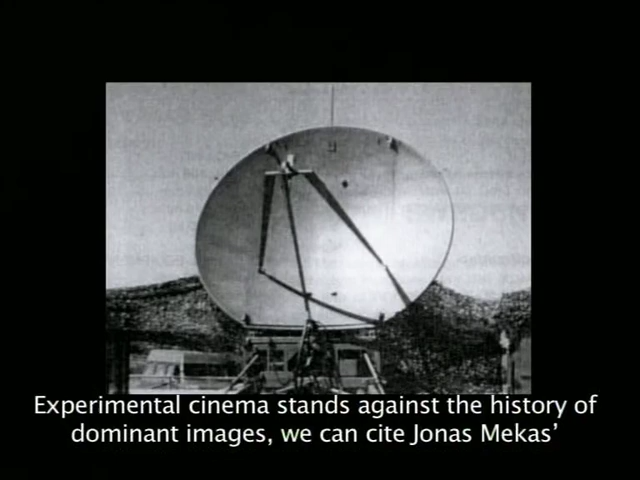 Experimental cinema stands against the history of
dominant images, we can cite Jonas Mekas’